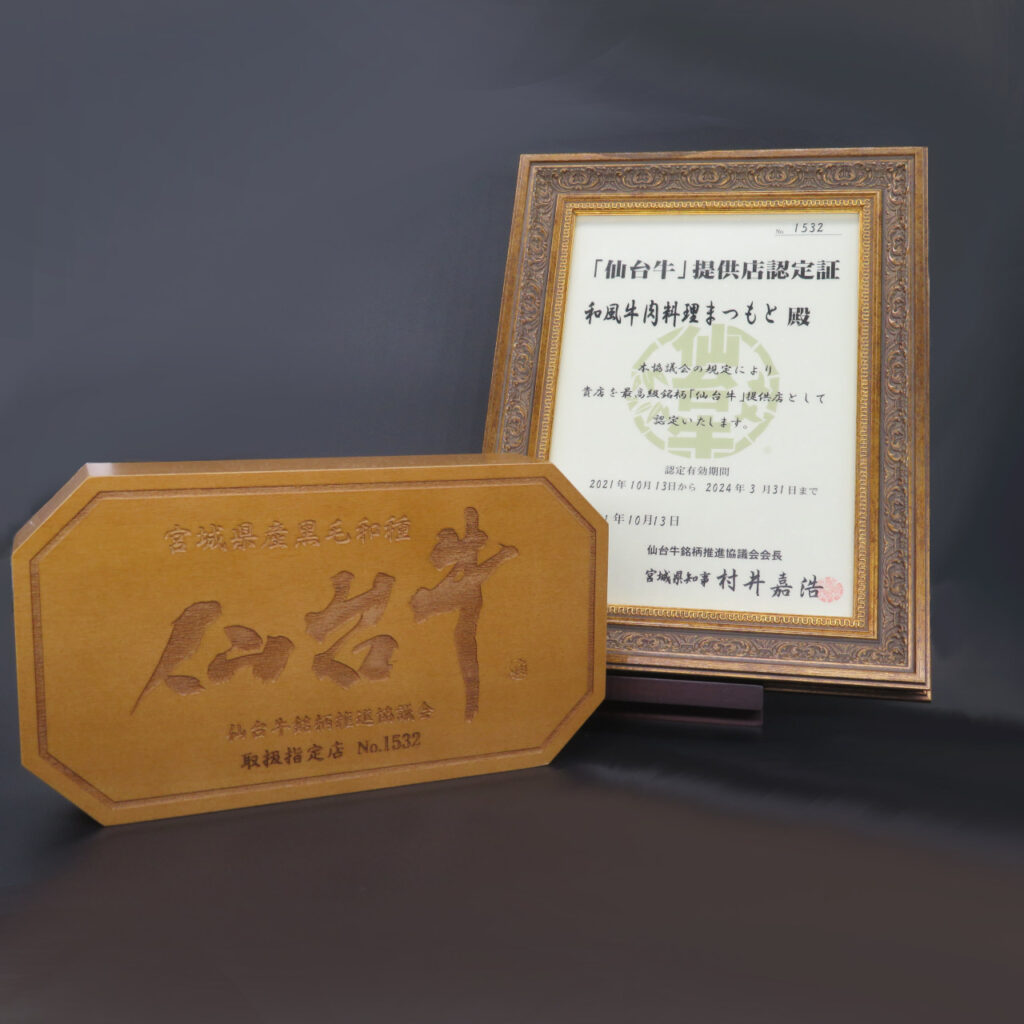 宮城県産黒毛和種
仙台牛
仙台牛銘柄推進協議会
取扱指定店 No.1532
No. 1532
「仙台牛」提供店認定証
和風牛肉料理まつもと 殿
仙台牛
本協議会の規定により
貴店を最高級銘柄「仙台牛」提供店として
認定いたします。
認定有効期間
2021年10月13日から 2024年3月31日まで
1年10月13日
仙台牛銘柄推進協議会会長
宮城県知事 村井嘉浩